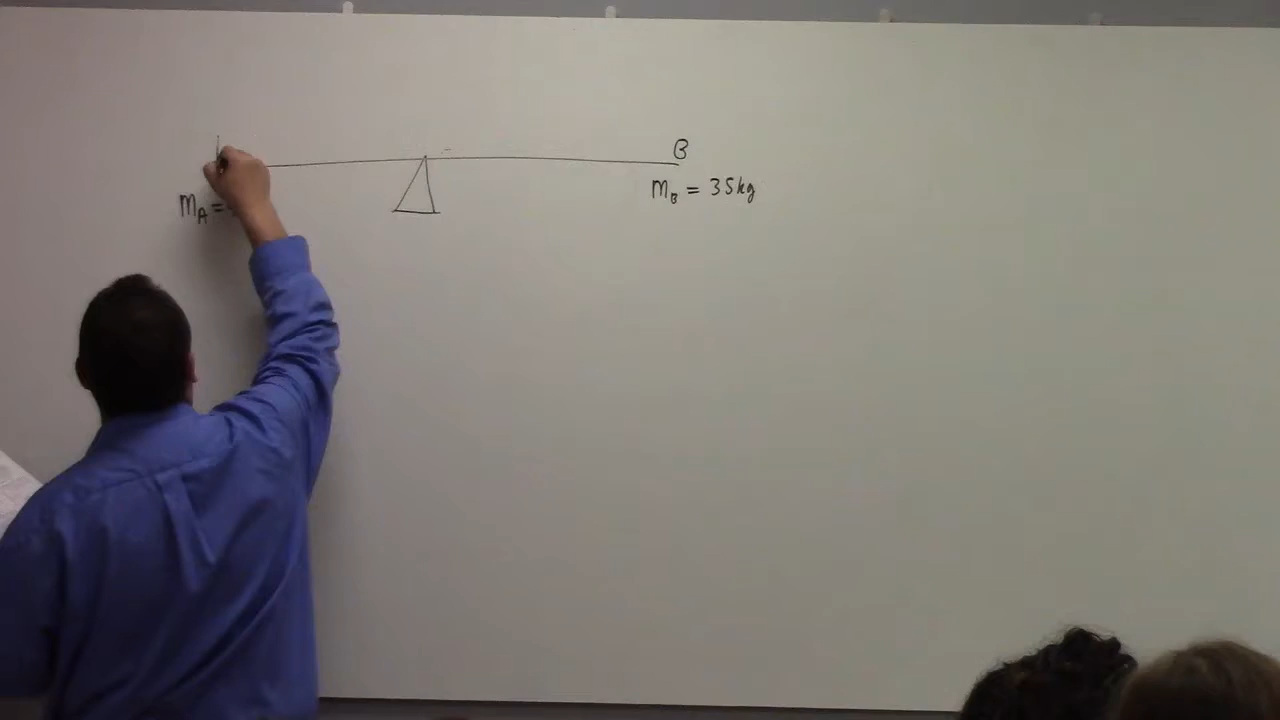 B
m_B = 35kg
m_A =